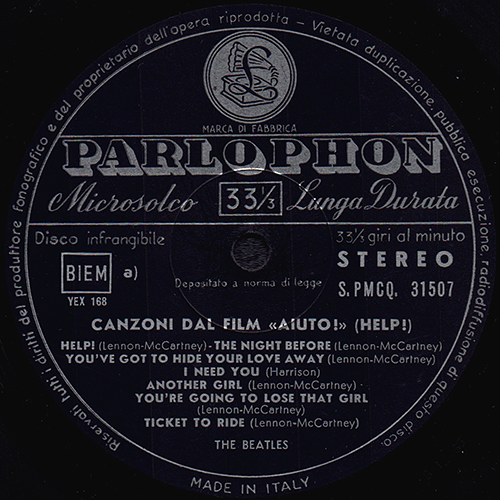 Riservati tutti i diritti del produttore fonografico e del proprietario dell'opera riprodotta - Vietata duplicazione, pubblica esecuzione, radiodiffusione di questo disco.
L
MARCA DI FABBRICA
PARLOPHON
Microsolco 33 1/3 Lunga Durata
Disco infrangibile 33 1/3 giri al minuto
BIEM a) STEREO
YEX 168 Depositato a norma di legge S.PMCQ. 31507
CANZONI DAL FILM «AIUTO!» (HELP!)
HELP! (Lennon-McCartney) - THE NIGHT BEFORE (Lennon-McCartney)
YOU'VE GOT TO HIDE YOUR LOVE AWAY (Lennon-McCartney)
I NEED YOU (Harrison)
ANOTHER GIRL (Lennon-McCartney)
YOU'RE GOING TO LOSE THAT GIRL
(Lennon-McCartney)
TICKET TO RIDE (Lennon-McCartney)
THE BEATLES
MADE IN ITALY